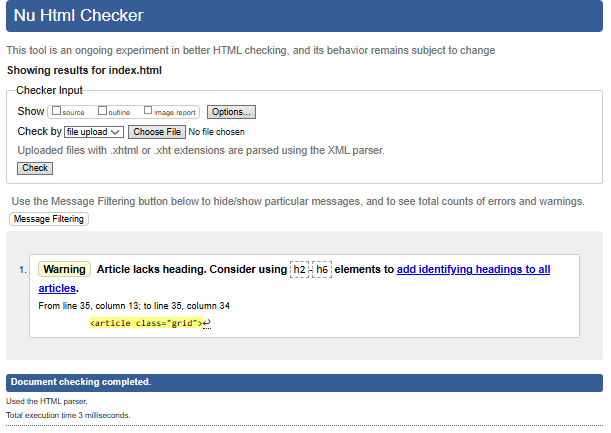 Nu Html Checker
This tool is an ongoing experiment in better HTML checking, and its behavior remains subject to change
Showing results for index.html
Checker Input
Show source outline image report Options...
Check by file upload Choose File No file chosen
Uploaded files with .xhtml or .xht extensions are parsed using the XML parser.
Check
Use the Message Filtering button below to hide/show particular messages, and to see total counts of errors and warnings.
Message Filtering
1. Warning Article lacks heading. Consider using h2-h6 elements to add identifying headings to all
articles.
From line 35, column 13; to line 35, column 34
<article class="grid">↩
Document checking completed.
Used the HTML parser.
Total execution time 3 milliseconds.